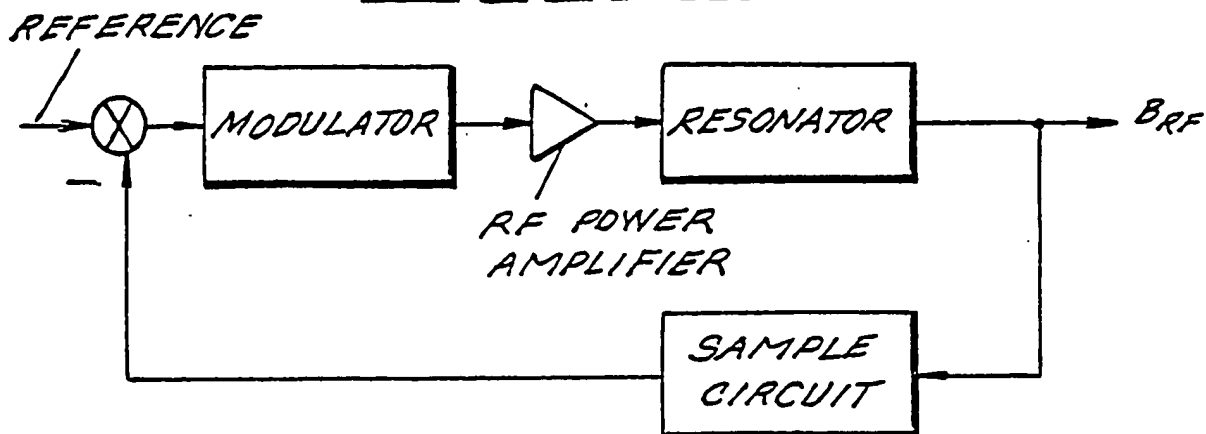 REFERENCE
MODULATOR
RESONATOR
B_RF
−
RF POWER
AMPLIFIER
SAMPLE
CIRCUIT